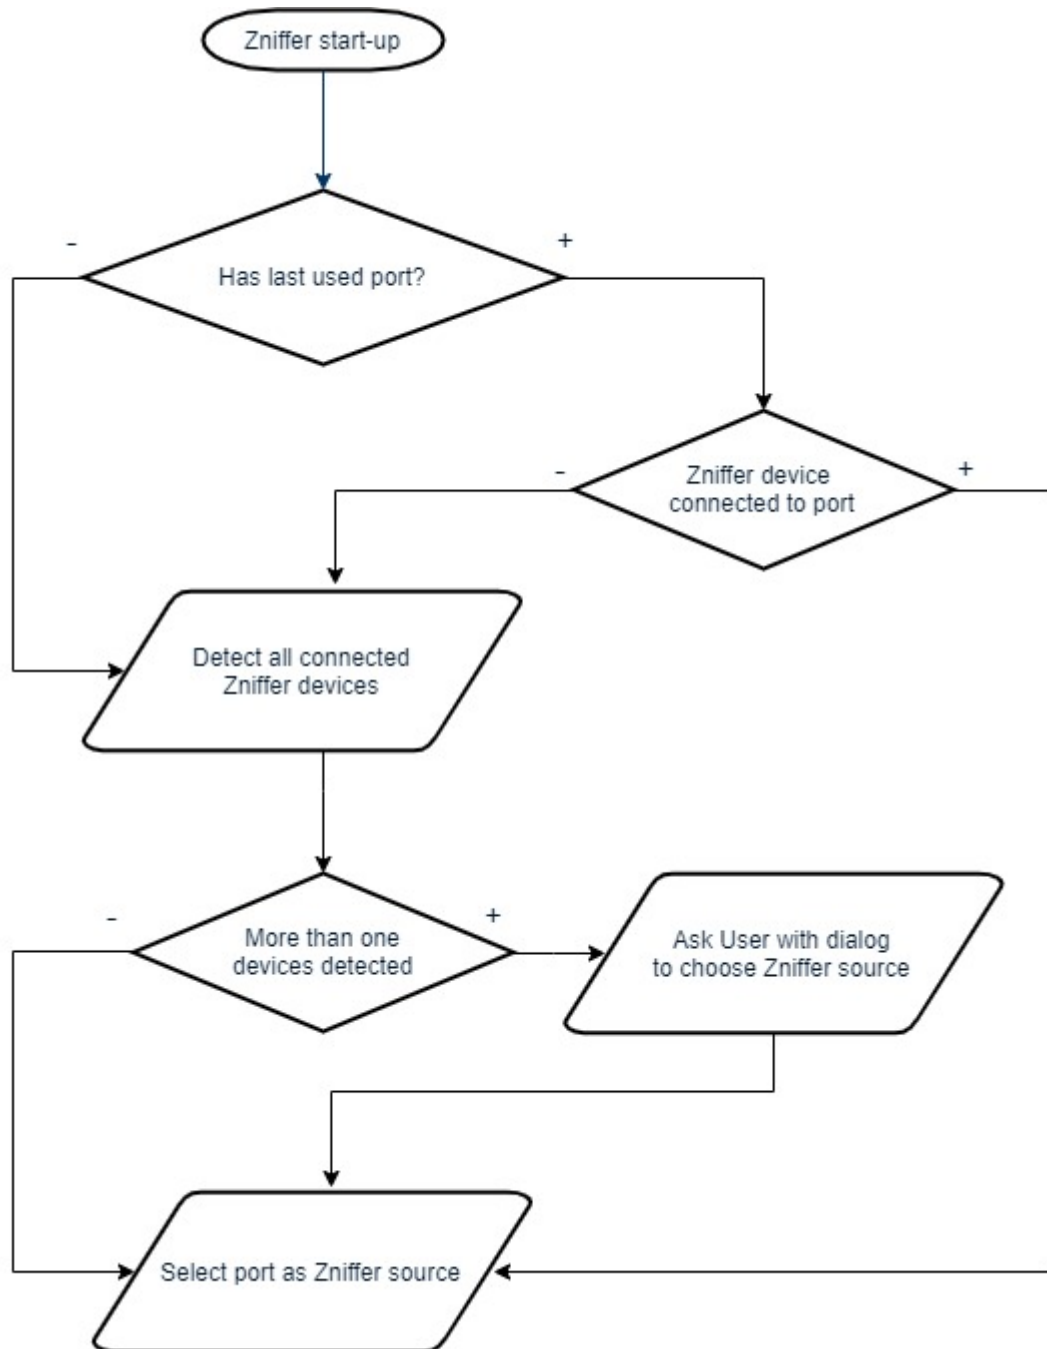 Zniffer start-up
-
+
Has last used port?
-
+
Zniffer device
connected to port
Detect all connected
Zniffer devices
-
+
More than one
devices detected
Ask User with dialog
to choose Zniffer source
Select port as Zniffer source